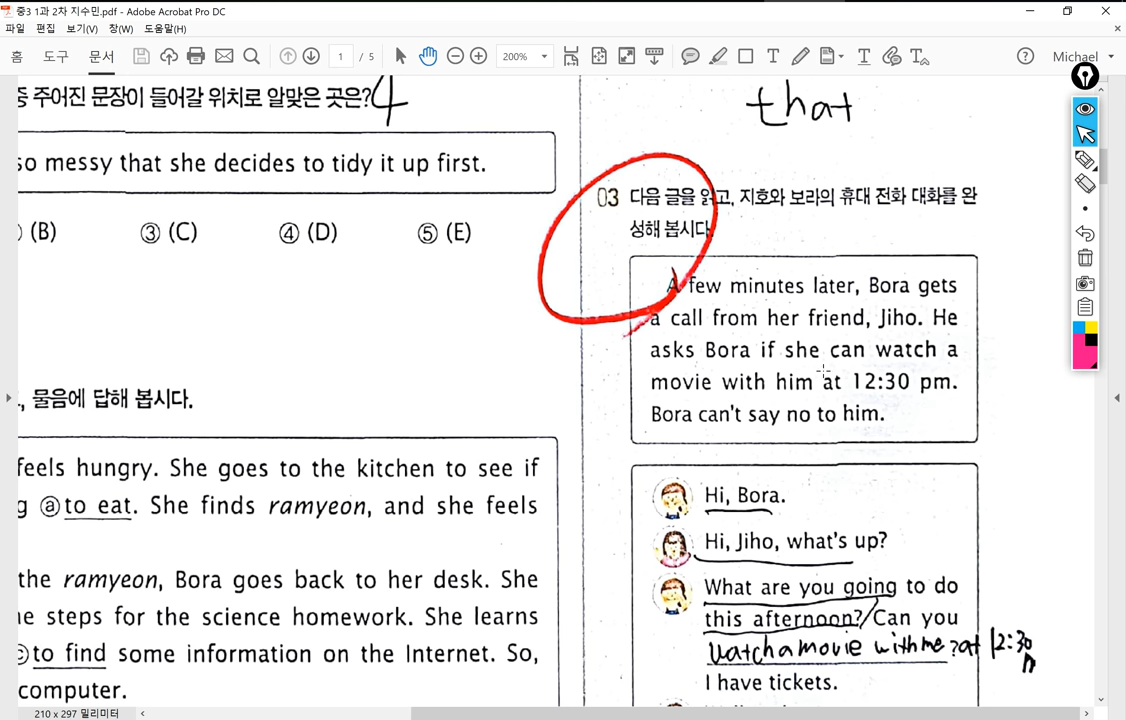 중3 1과 2차 지수민.pdf - Adobe Acrobat Pro DC
파일 편집 보기(V) 창(W) 도움말(H)
홈 도구 문서 1 / 5 200% Michael
중 주어진 문장이 들어갈 위치로 알맞은 곳은? 4
so messy that she decides to tidy it up first.
(B) ③ (C) ④ (D) ⑤ (E)
, 물음에 답해 봅시다.
feels hungry. She goes to the kitchen to see if
g ⓐto eat. She finds ramyeon, and she feels
the ramyeon, Bora goes back to her desk. She
ne steps for the science homework. She learns
ⓒto find some information on the Internet. So,
computer.
that
03 다음 글을 읽고, 지호와 보라의 휴대 전화 대화를 완
성해 봅시다.
A few minutes later, Bora gets
a call from her friend, Jiho. He
asks Bora if she can watch a
movie with him at 12:30 pm.
Bora can't say no to him.
Hi, Bora.
Hi, Jiho, what's up?
What are you going to do
this afternoon?/Can you
watch a movie with me? at 12:30
I have tickets.
210 x 297 밀리미터